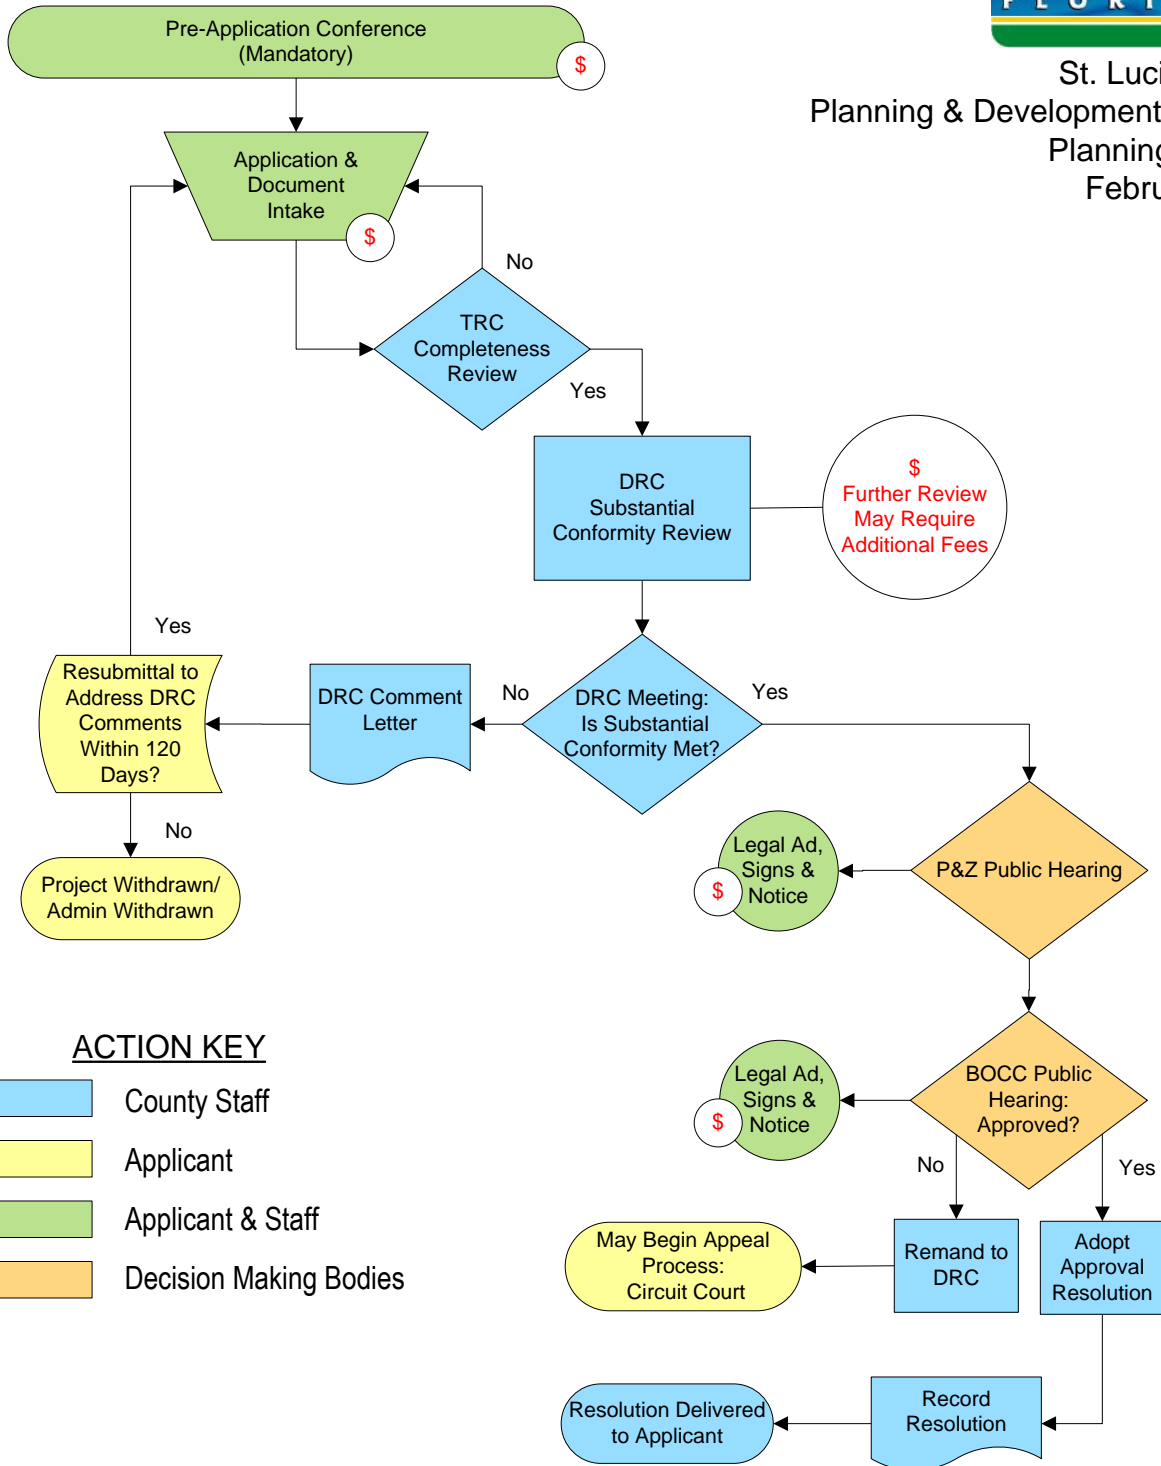 Pre-Application Conference
(Mandatory)
$
St. Luci
Planning & Development
Planning
Febru
Application &
Document
Intake
$
No
TRC
Completeness
Review
Yes
DRC
Substantial
Conformity Review
$
Further Review
May Require
Additional Fees
Yes
Resubmittal to
Address DRC
Comments
Within 120
Days?
DRC Comment
Letter
No
DRC Meeting:
Is Substantial
Conformity Met?
Yes
No
Project Withdrawn/
Admin Withdrawn
Legal Ad,
Signs &
Notice
$
P&Z Public Hearing
ACTION KEY
County Staff
Applicant
Applicant & Staff
Decision Making Bodies
Legal Ad,
Signs &
Notice
$
BOCC Public
Hearing:
Approved?
No
Yes
May Begin Appeal
Process:
Circuit Court
Remand to
DRC
Adopt
Approval
Resolution
Resolution Delivered
to Applicant
Record
Resolution